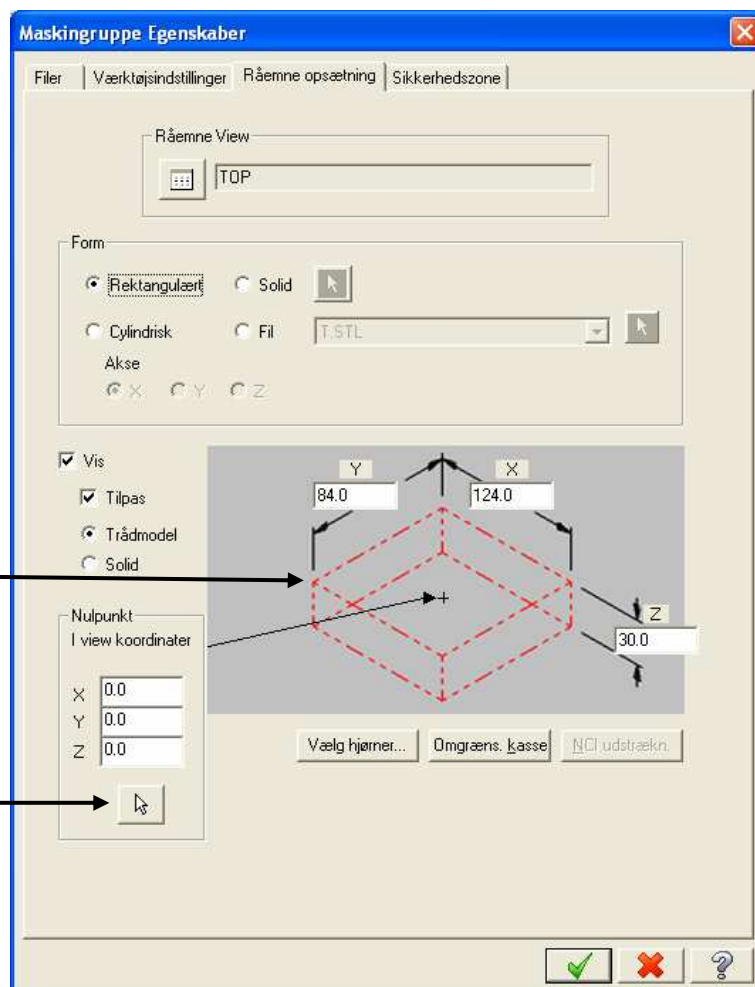 Maskingruppe Egenskaber
Filer Værktøjsindstillinger Råemne opsætning Sikkerhedszone
Råemne View
TOP
Form
Rektangulært Solid
Cylindrisk Fil T.STL
Akse
X Y Z
Vis
Tilpas
Trådmodel
Solid
Y X
84.0 124.0
Z
30.0
Nulpunkt
I view koordinater
X 0.0
Y 0.0
Z 0.0
Vælg hjørner... Omgræns. kasse NCI udstrækn.